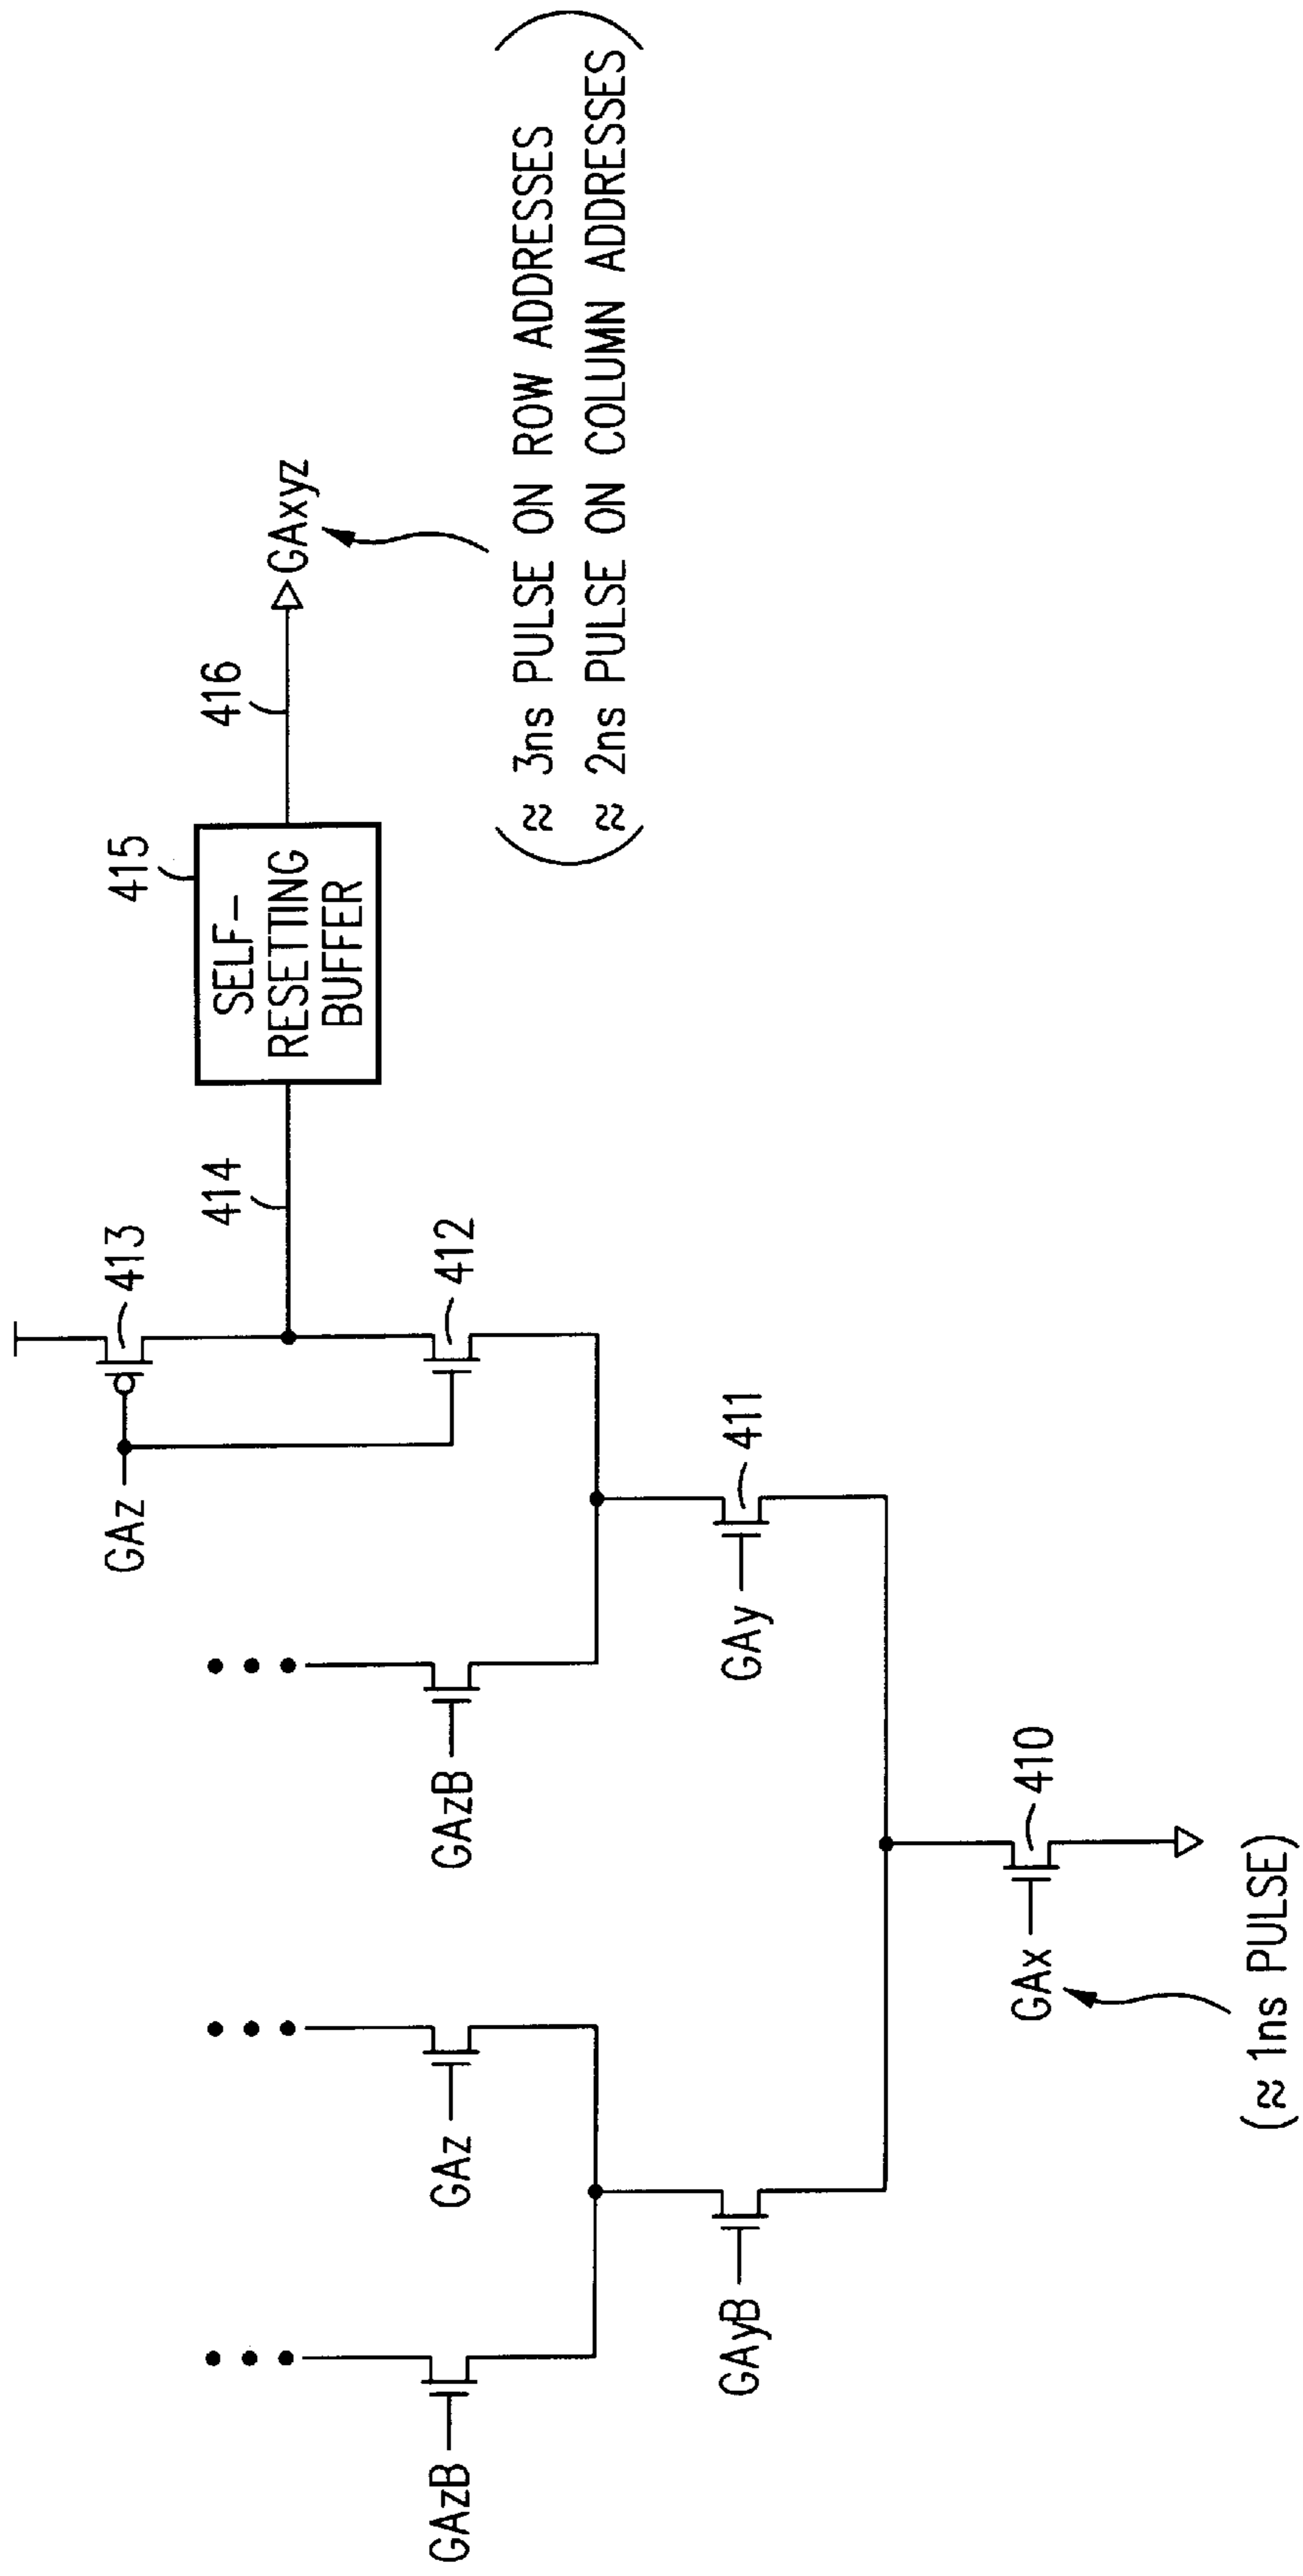 GAzB
GAz
GAzB
GAz
413
412
414
SELF–
RESETTING
BUFFER
415
416
GAxyz
≈ 3ns PULSE ON ROW ADDRESSES
≈ 2ns PULSE ON COLUMN ADDRESSES
GAyB
GAy
411
GAx
410
(≈ 1ns PULSE)